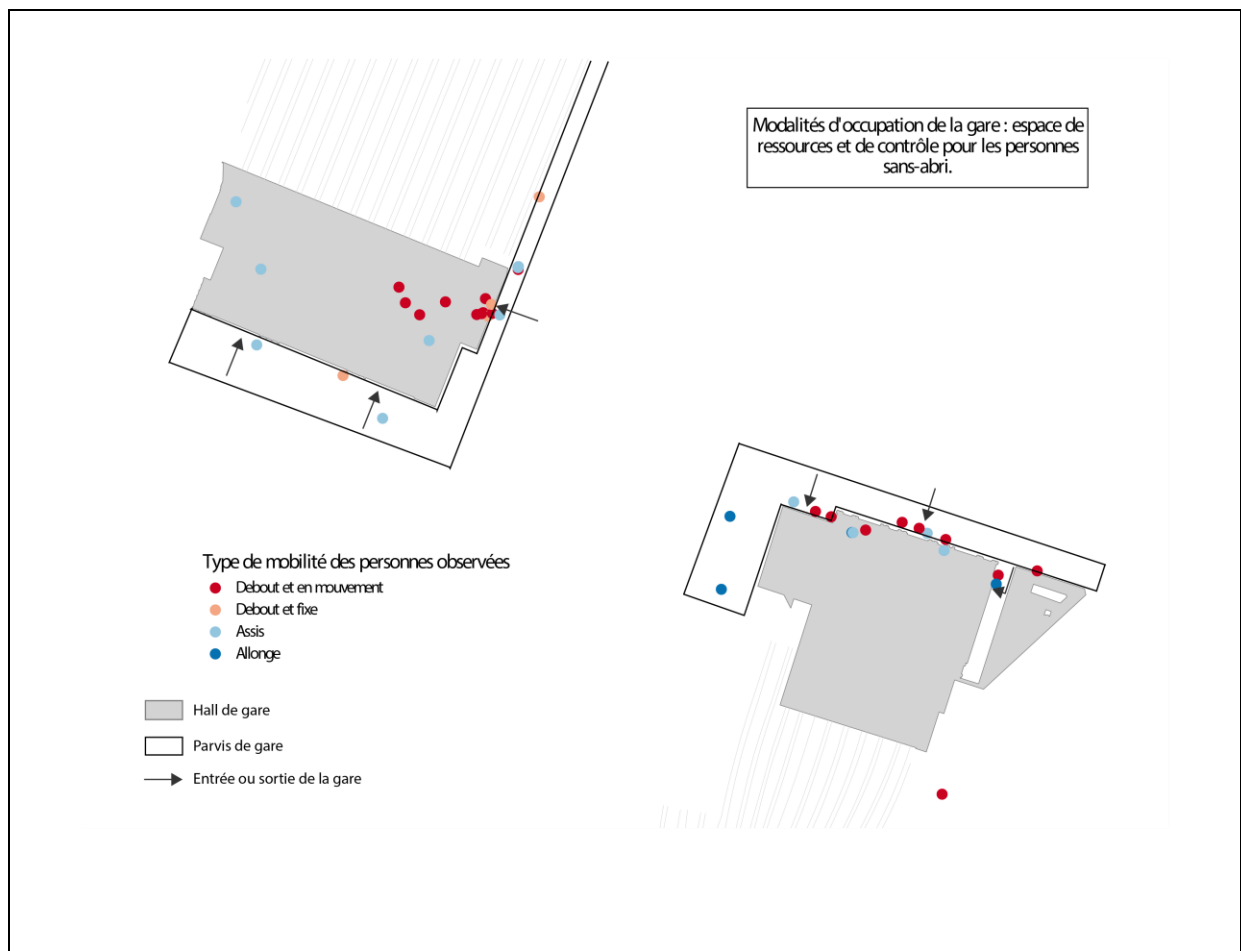 Modalités d'occupation de la gare : espace de
ressources et de contrôle pour les personnes
sans-abri.
Type de mobilité des personnes observées
Debout et en mouvement
Debout et fixe
Assis
Allonge
Hall de gare
Parvis de gare
Entrée ou sortie de la gare